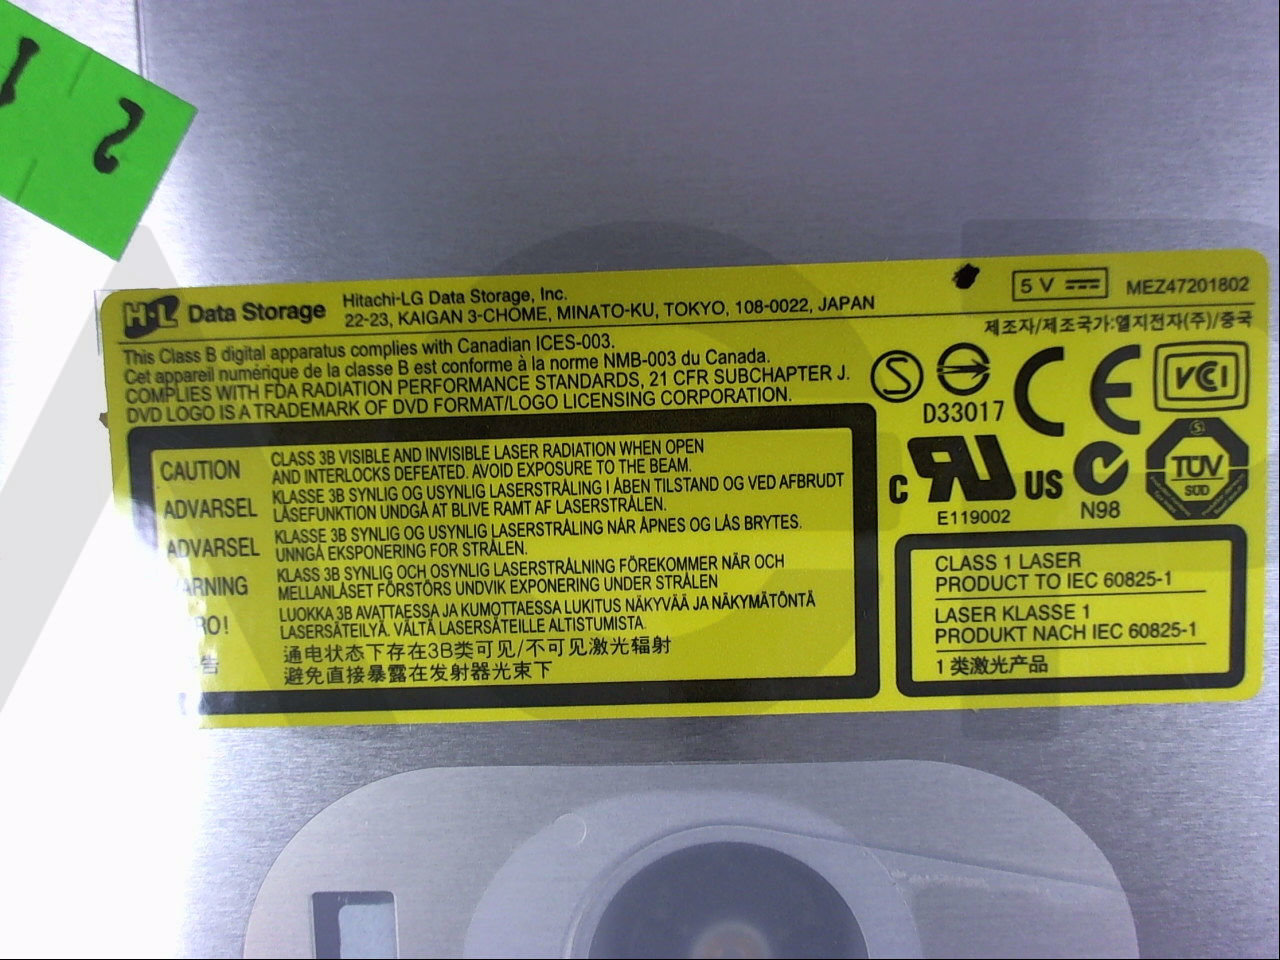 1 2
H·L Data Storage
Hitachi-LG Data Storage, Inc.
22-23, KAIGAN 3-CHOME, MINATO-KU, TOKYO, 108-0022, JAPAN
5 V
MEZ47201802
제조자/제조국가:엘지전자(주)/중국
This Class B digital apparatus complies with Canadian ICES-003.
Cet appareil numérique de la classe B est conforme à la norme NMB-003 du Canada.
COMPLIES WITH FDA RADIATION PERFORMANCE STANDARDS, 21 CFR SUBCHAPTER J.
DVD LOGO IS A TRADEMARK OF DVD FORMAT/LOGO LICENSING CORPORATION.
S
D33017
CE
VCI
CAUTION CLASS 3B VISIBLE AND INVISIBLE LASER RADIATION WHEN OPEN
AND INTERLOCKS DEFEATED. AVOID EXPOSURE TO THE BEAM.
ADVARSEL KLASSE 3B SYNLIG OG USYNLIG LASERSTRÅLING I ÅBEN TILSTAND OG VED AFBRUDT
LÅSEFUNKTION UNDGÅ AT BLIVE RAMT AF LASERSTRÅLEN.
ADVARSEL KLASSE 3B SYNLIG OG USYNLIG LASERSTRÅLING NÅR ÅPNES OG LÅS BRYTES.
UNNGÅ EKSPONERING FOR STRÅLEN.
ARNING KLASS 3B SYNLIG OCH OSYNLIG LASERSTRÅLNING FÖREKOMMER NÄR OCH
MELLANLÅSET FÖRSTÖRS UNDVIK EXPONERING UNDER STRÅLEN
RO! LUOKKA 3B AVATTAESSA JA KUMOTTAESSA LUKITUS NÄKYVÄÄ JA NÄKYMÄTÖNTÄ
LASERSÄTEILYÄ. VÄLTÄ LASERSÄTEILLE ALTISTUMISTA.
告 通电状态下存在3B类可见/不可见激光辐射
避免直接暴露在发射器光束下
C RU US
E119002
N98
TÜV
SÜD
CLASS 1 LASER
PRODUCT TO IEC 60825-1
LASER KLASSE 1
PRODUKT NACH IEC 60825-1
1 类激光产品